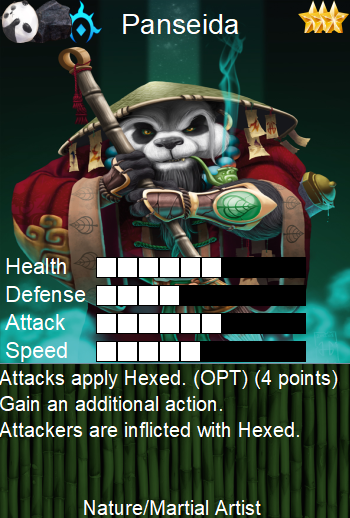 Panseida
Health
Defense
Attack
Speed
Attacks apply Hexed. (OPT) (4 points)
Gain an additional action.
Attackers are inflicted with Hexed.
Nature/Martial Artist